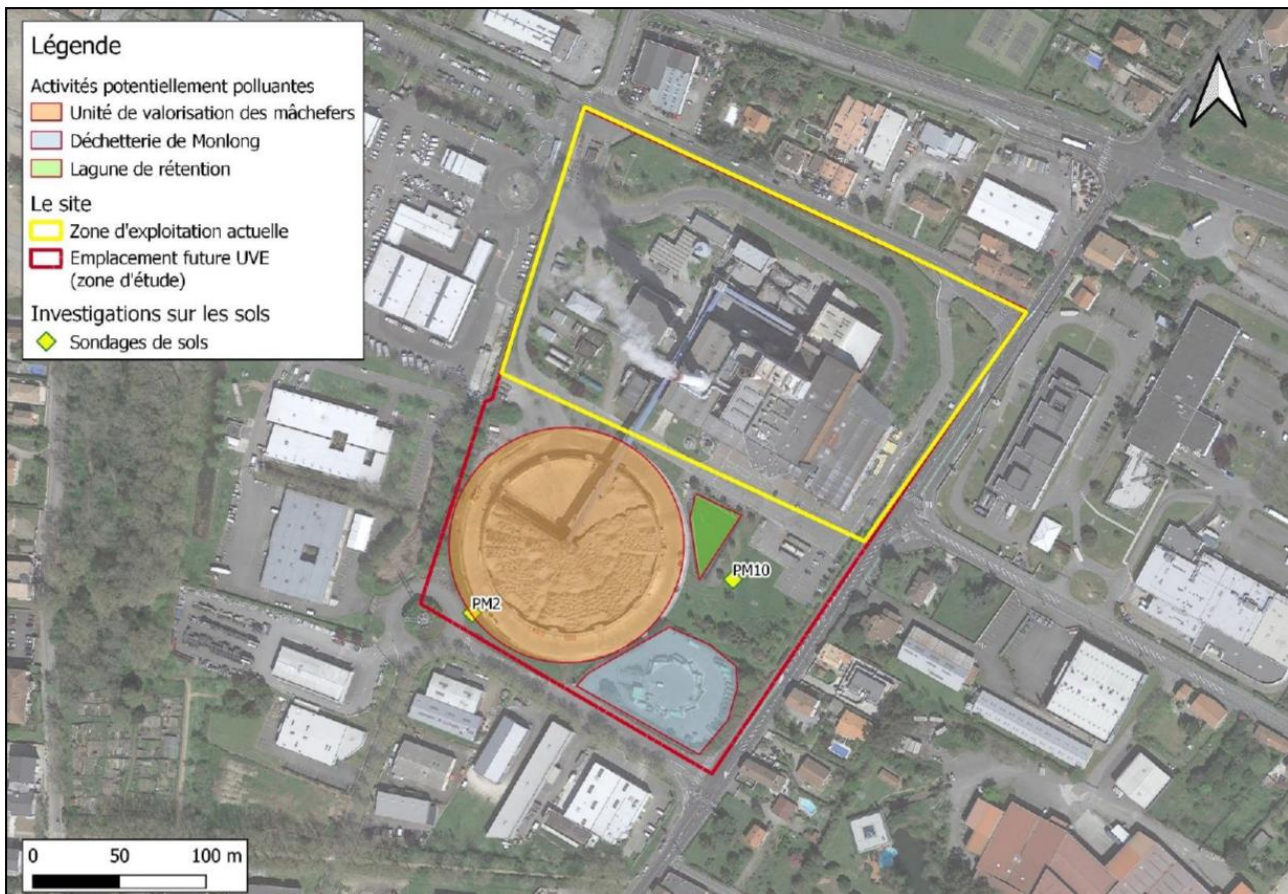 Légende
Activités potentiellement polluantes
Unité de valorisation des mâchefers
Déchetterie de Monlong
Lagune de rétention
Le site
Zone d'exploitation actuelle
Emplacement future UVE
(zone d'étude)
Investigations sur les sols
Sondages de sols
PM10
PM2
0 50 100 m